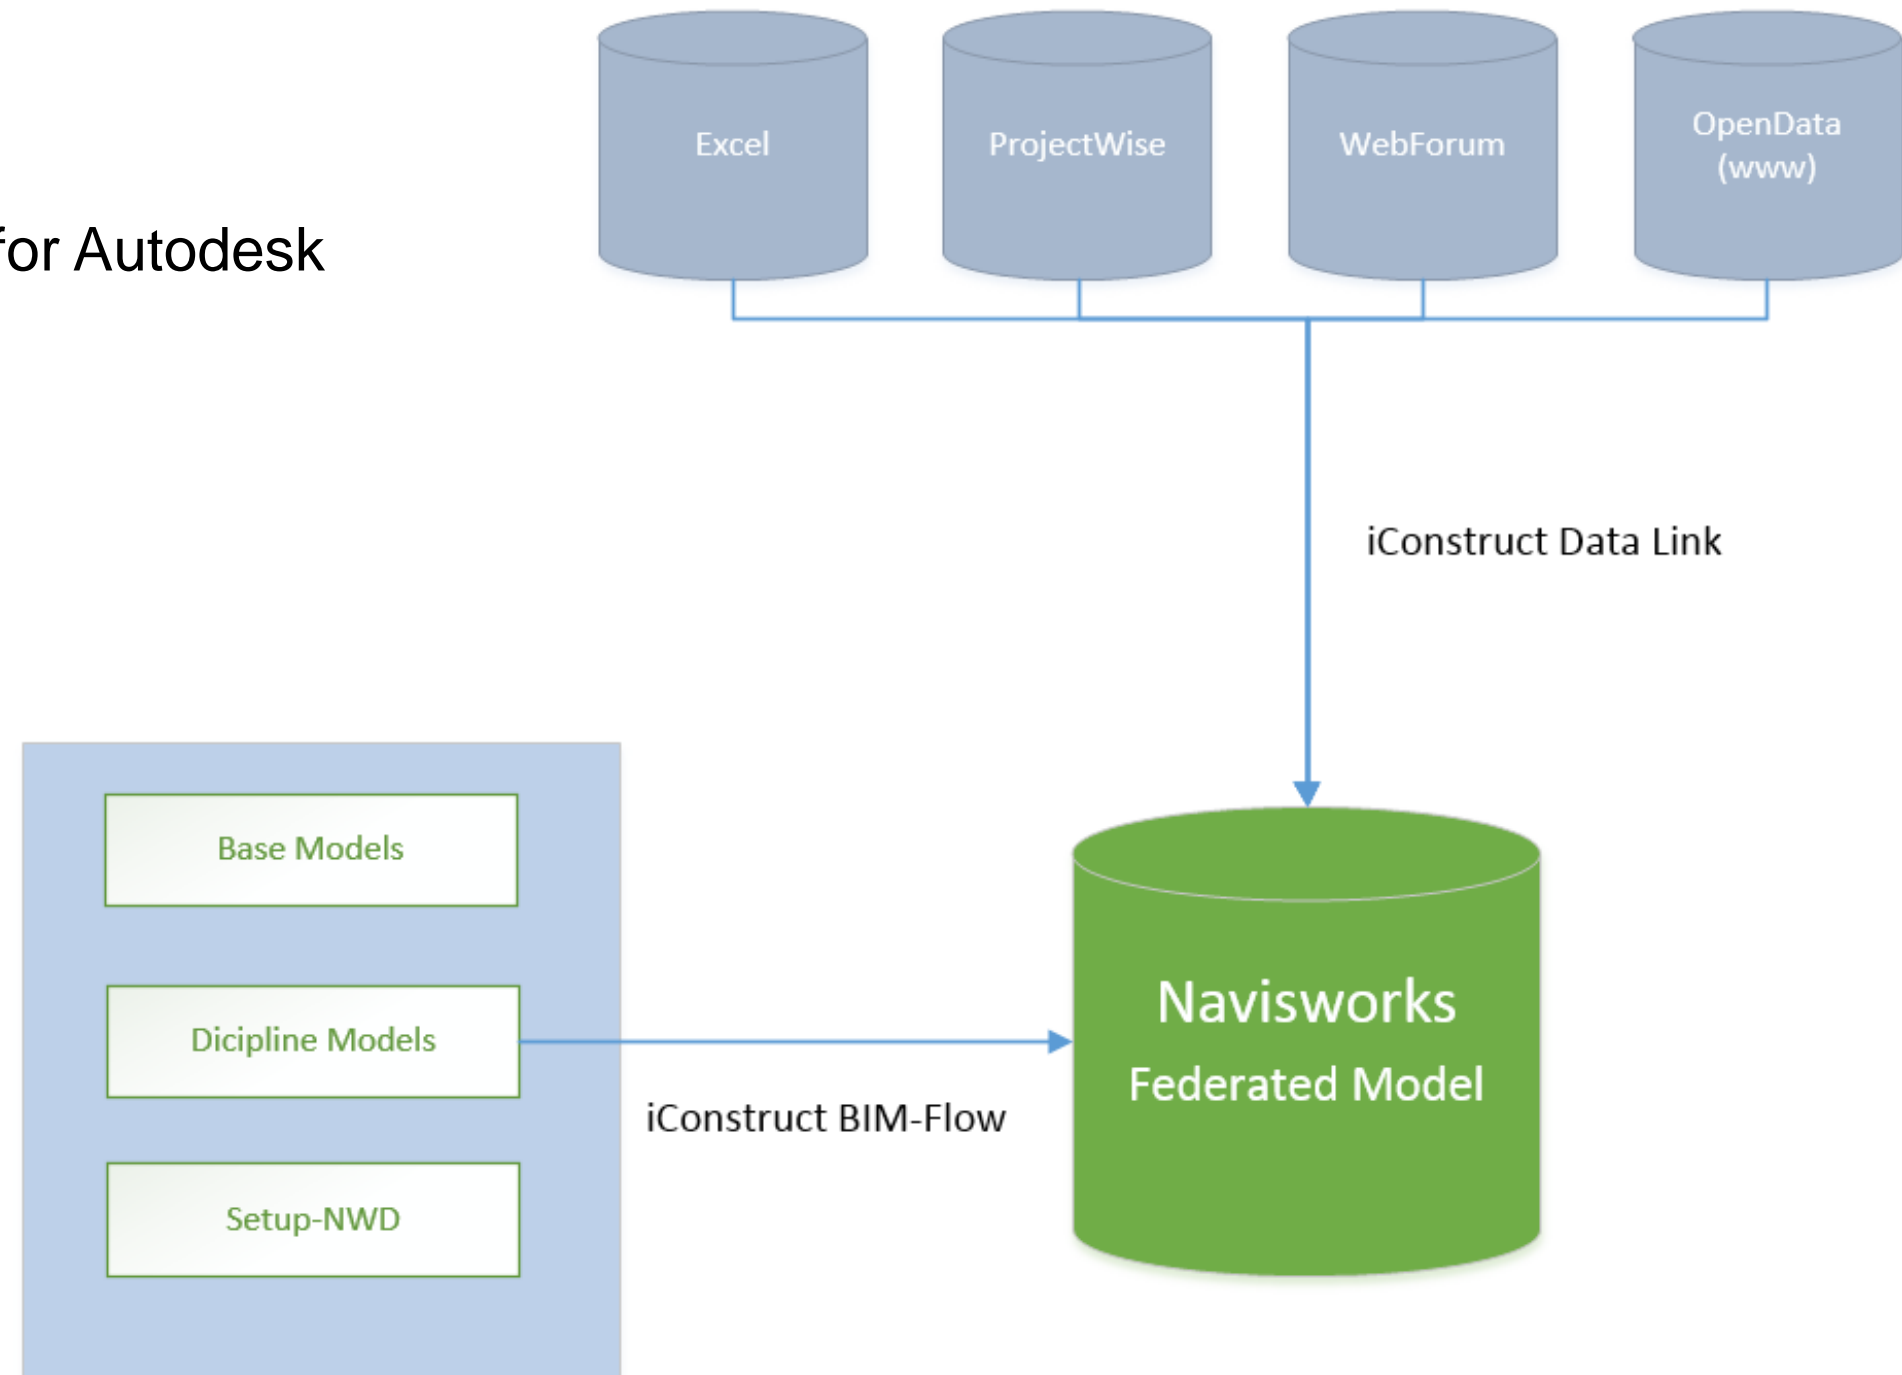 Excel
ProjectWise
WebForum
OpenData
(www)
for Autodesk
iConstruct Data Link
Base Models
Dicipline Models
Setup-NWD
iConstruct BIM-Flow
Navisworks
Federated Model